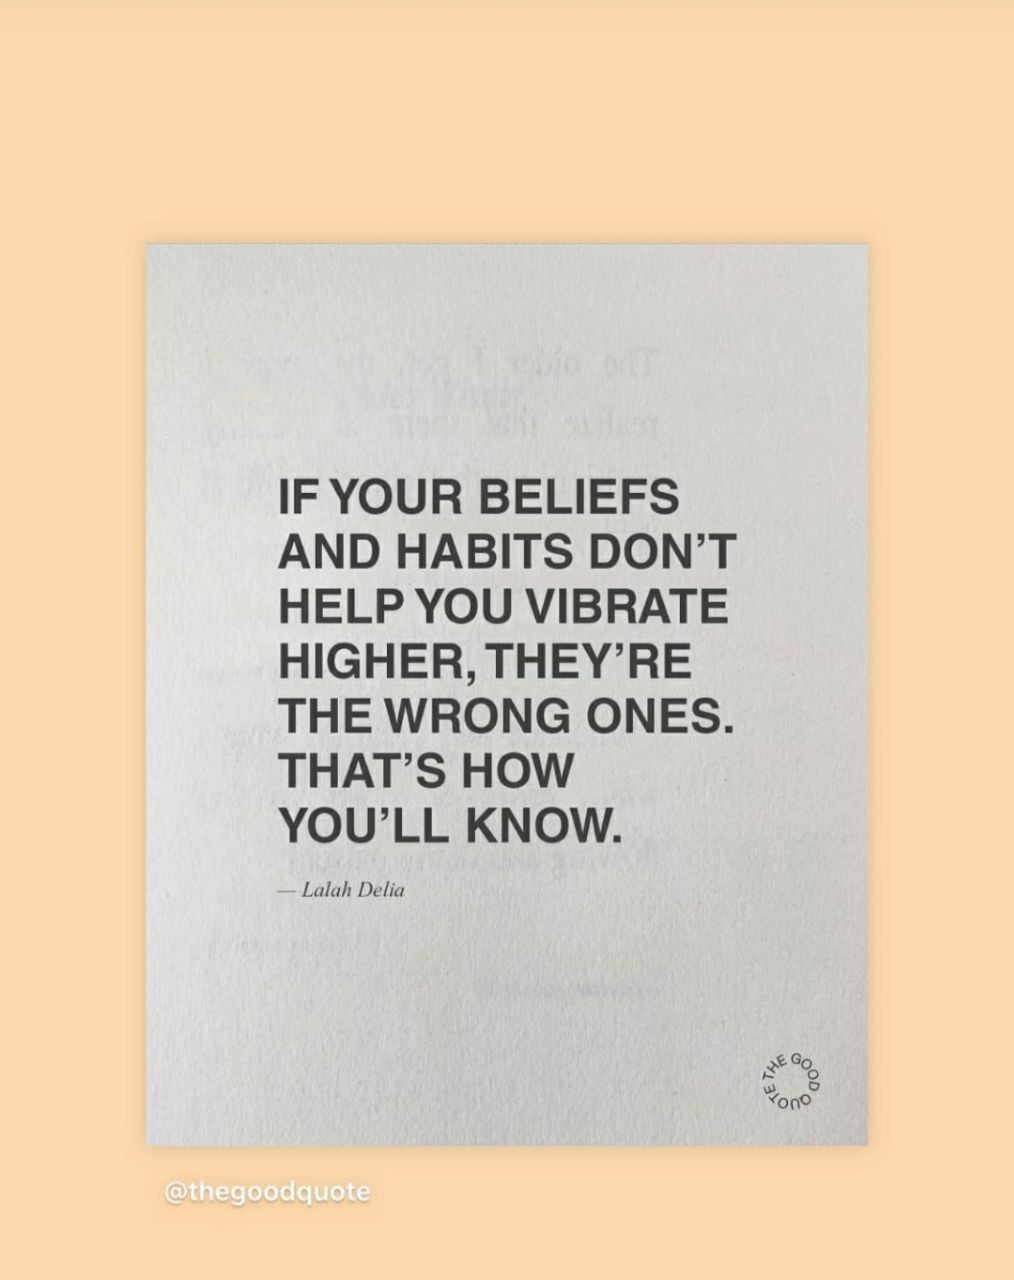 IF YOUR BELIEFS
AND HABITS DON’T
HELP YOU VIBRATE
HIGHER, THEY’RE
THE WRONG ONES.
THAT’S HOW
YOU’LL KNOW.
— Lalah Delia
THE GOOD QUOTE
@thegoodquote